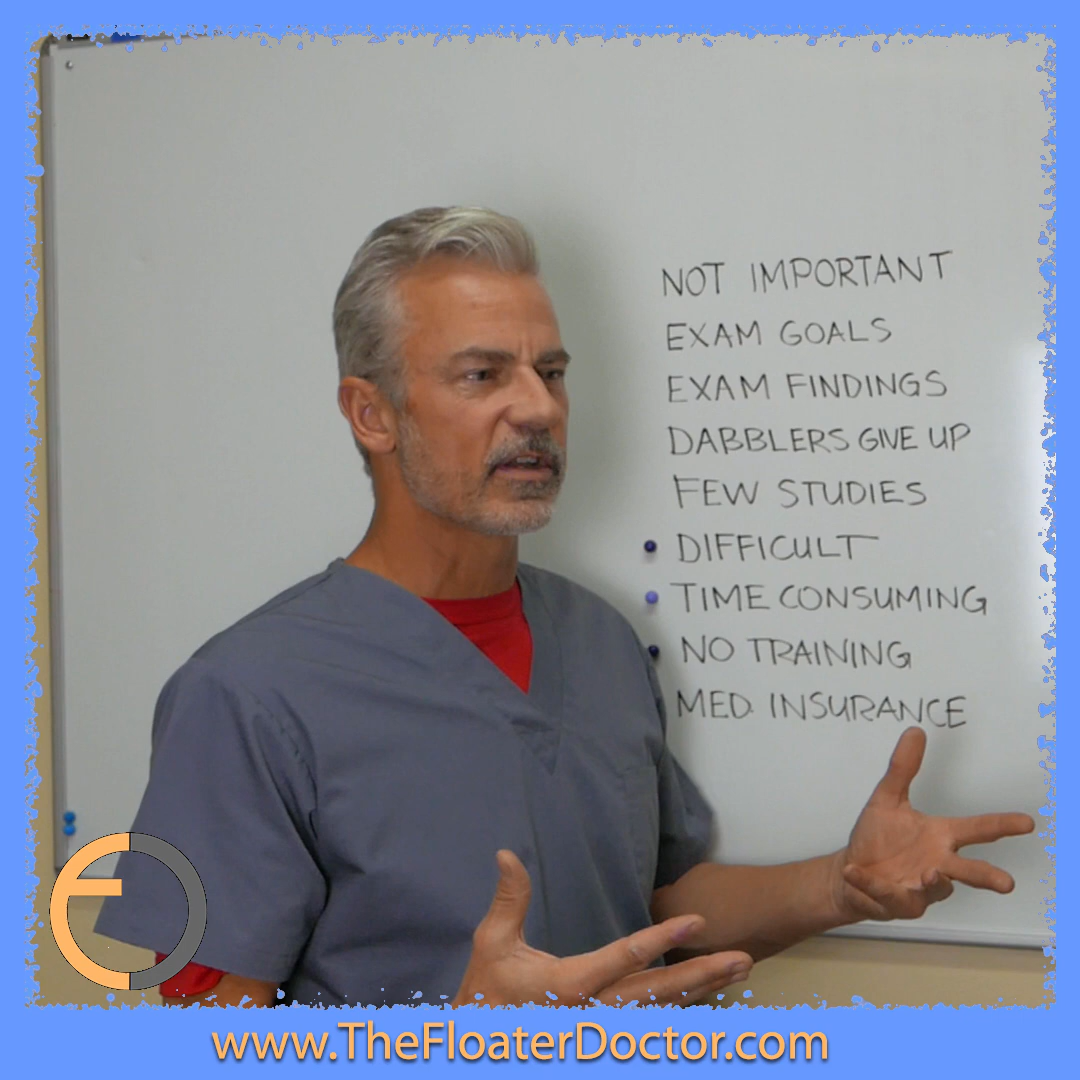 NOT IMPORTANT
EXAM GOALS
EXAM FINDINGS
DABBLERS GIVE UP
FEW STUDIES
DIFFICULT
TIME CONSUMING
NO TRAINING
MED. INSURANCE
www.TheFloaterDoctor.com